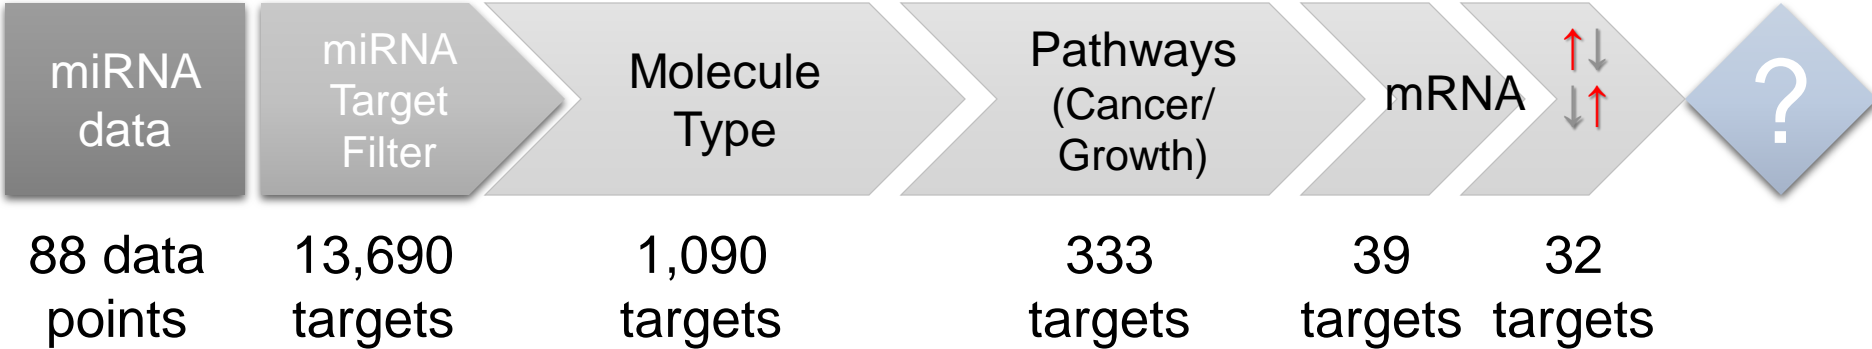 miRNA
data
miRNA
Target
Filter
Molecule
Type
Pathways
(Cancer/
Growth)
mRNA
↑↓
↓↑
?
88 data
points
13,690
targets
1,090
targets
333
targets
39
targets
32
targets